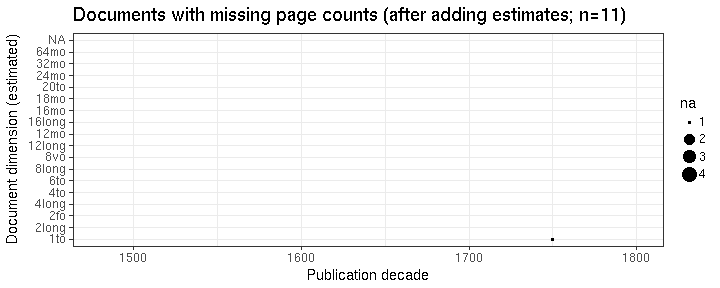 Documents with missing page counts (after adding estimates; n=11)
Document dimension (estimated)
NA
64mo
32mo
24mo
20to
18mo
16mo
16long
12mo
12long
8vo
8long
6to
4to
4long
2fo
2long
1to
1500
1600
1700
1800
Publication decade
na
1
2
3
4